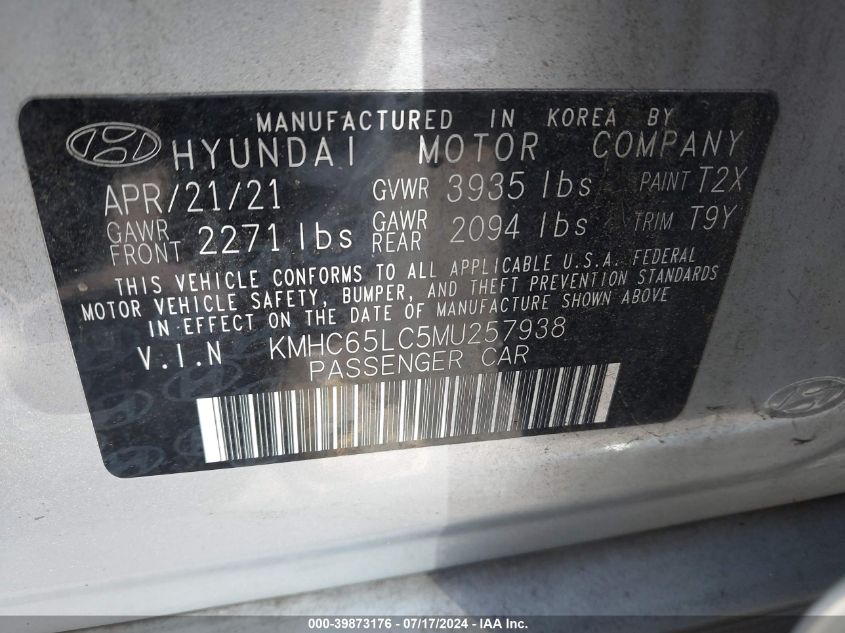 MANUFACTURED IN KOREA BY
HYUNDAI MOTOR COMPANY
APR/21/21 GVWR 3935 lbs PAINT T2X
GAWR FRONT 2271 lbs GAWR REAR 2094 lbs TRIM T9Y
THIS VEHICLE CONFORMS TO ALL APPLICABLE U.S.A. FEDERAL
MOTOR VEHICLE SAFETY, BUMPER, AND THEFT PREVENTION STANDARDS
IN EFFECT ON THE DATE OF MANUFACTURE SHOWN ABOVE
V.I.N KMHC65LC5MU257938
PASSENGER CAR
000-39873176 / 07/17/2024 - IAA Inc.